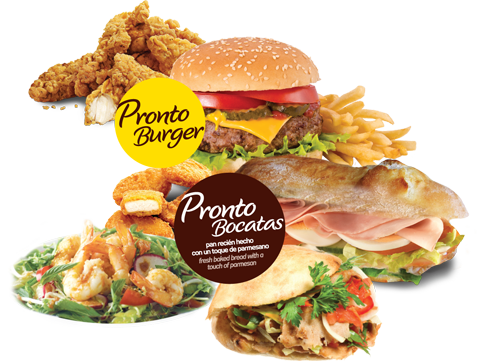 Pronto
Burger
Pronto
Bocatas
pan recién hecho
con un toque de parmesano
fresh baked bread with a
touch of parmesan